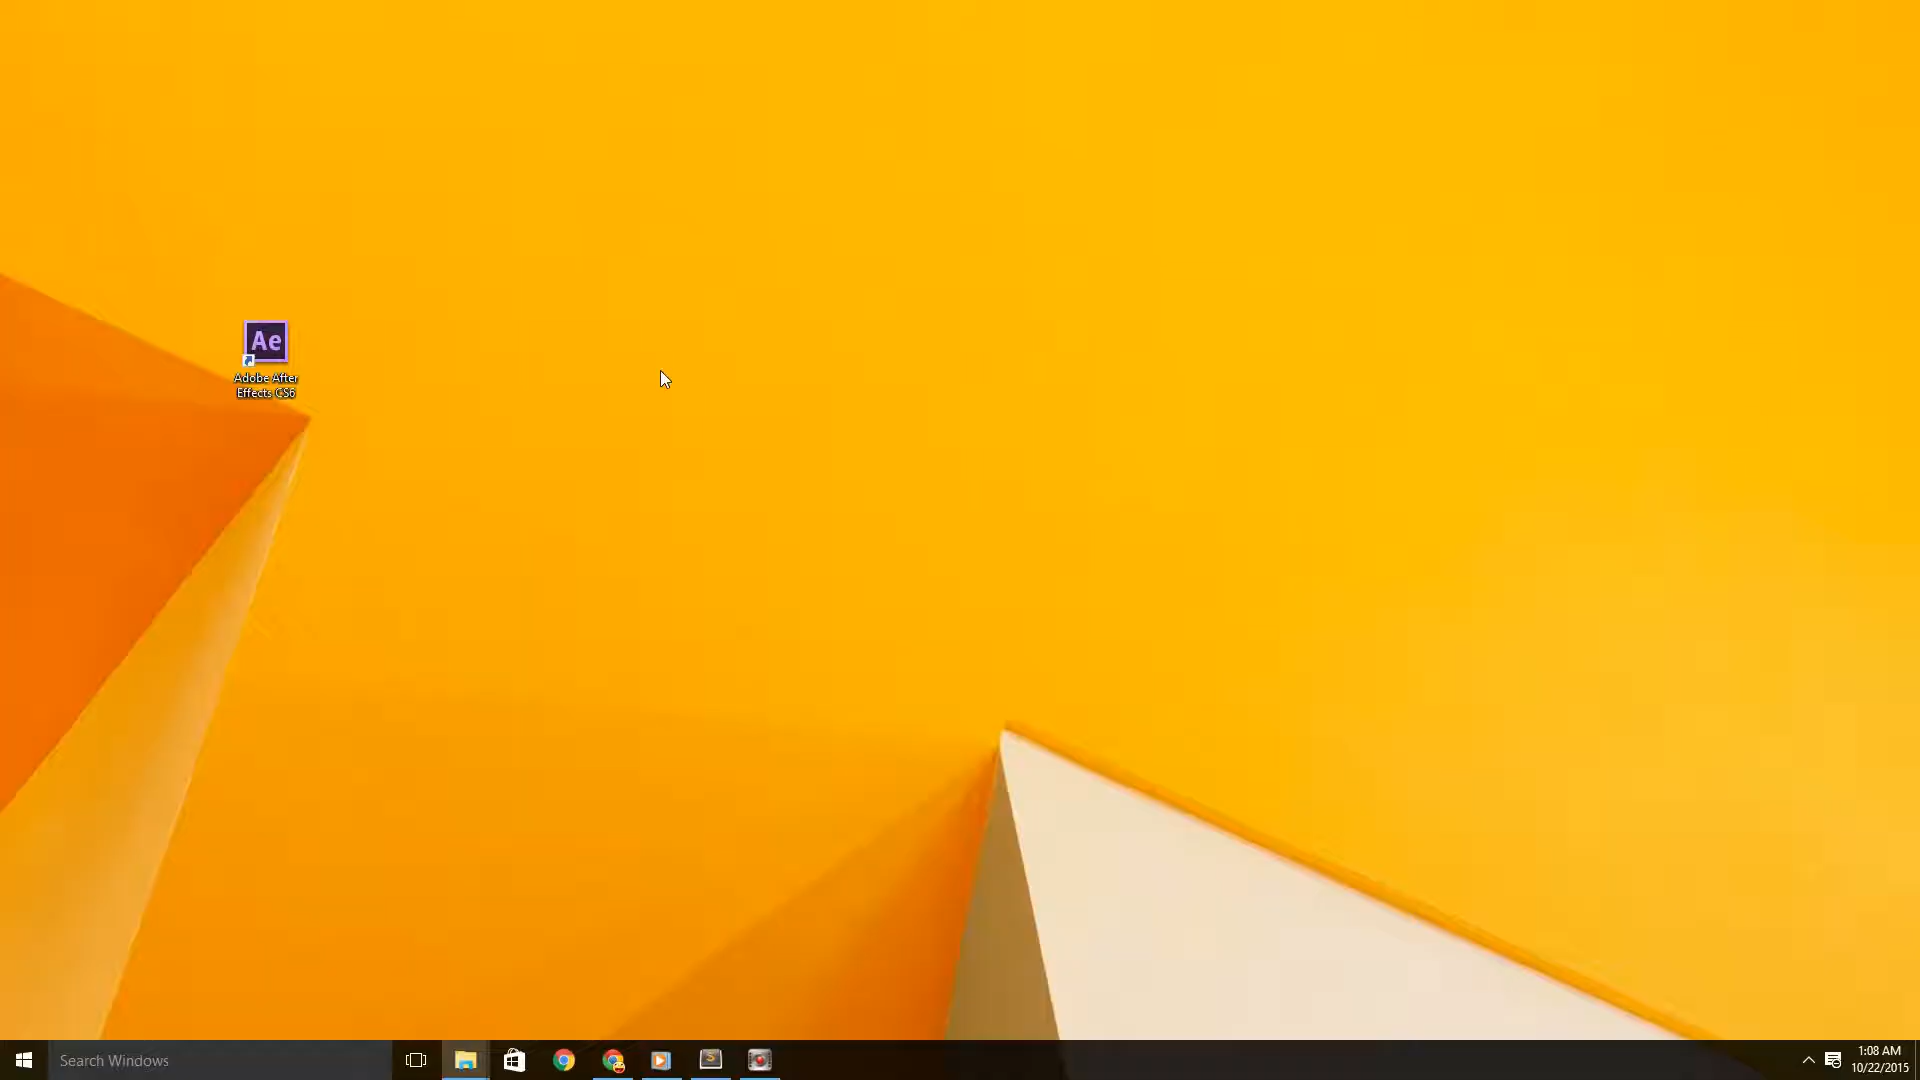 Ae
Adobe After
Effects CS6
Search Windows
S
1:08 AM
10/22/2015